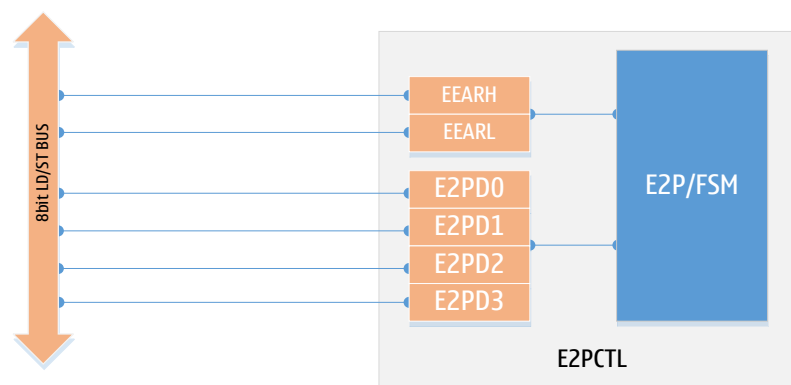 8bit LD/ST BUS
EEARH
EEARL
E2PD0
E2PD1
E2PD2
E2PD3
E2P/FSM
E2PCTL